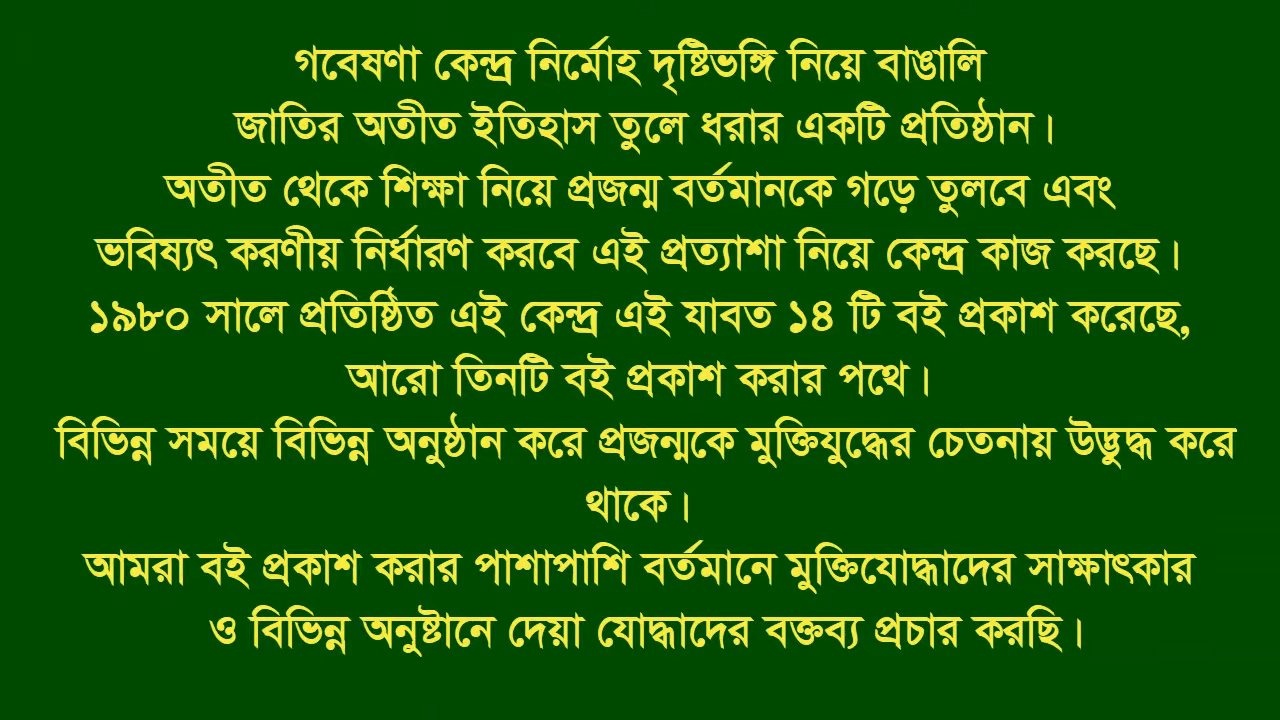 গবেষণা কেন্দ্র নির্মোহ দৃষ্টিভঙ্গি নিয়ে বাঙালি
জাতির অতীত ইতিহাস তুলে ধরার একটি প্রতিষ্ঠান।
অতীত থেকে শিক্ষা নিয়ে প্রজন্ম বর্তমানকে গড়ে তুলবে এবং
ভবিষ্যৎ করণীয় নির্ধারণ করবে এই প্রত্যাশা নিয়ে কেন্দ্র কাজ করছে।
১৯৮০ সালে প্রতিষ্ঠিত এই কেন্দ্র এই যাবত ১৪ টি বই প্রকাশ করেছে,
আরো তিনটি বই প্রকাশ করার পথে।
বিভিন্ন সময়ে বিভিন্ন অনুষ্ঠান করে প্রজন্মকে মুক্তিযুদ্ধের চেতনায় উদ্ভুদ্ধ করে
থাকে।
আমরা বই প্রকাশ করার পাশাপাশি বর্তমানে মুক্তিযোদ্ধাদের সাক্ষাৎকার
ও বিভিন্ন অনুষ্টানে দেয়া যোদ্ধাদের বক্তব্য প্রচার করছি।